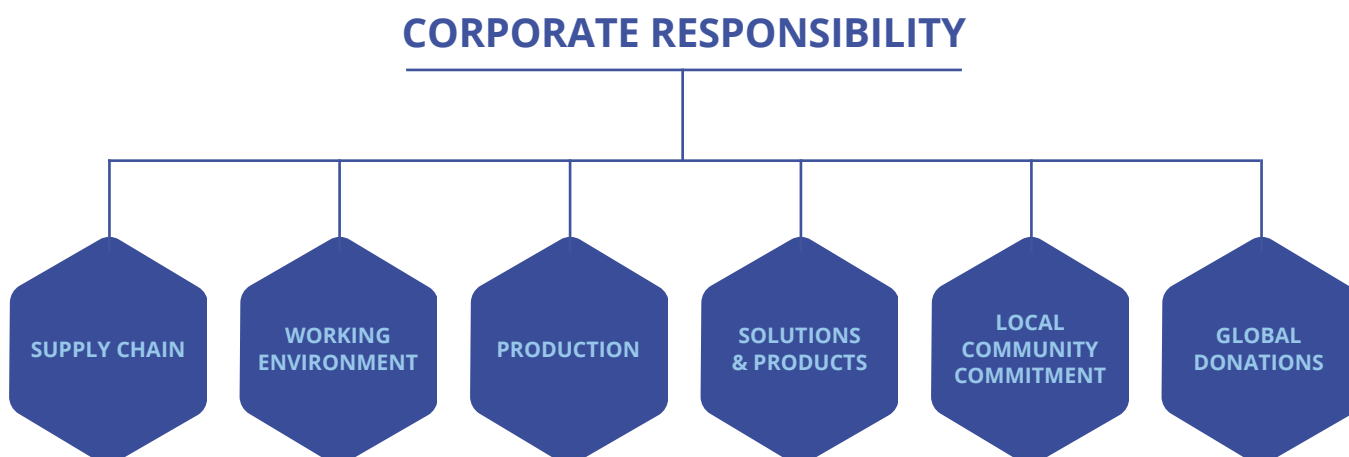 CORPORATE RESPONSIBILITY
SUPPLY CHAIN
WORKING
ENVIRONMENT
PRODUCTION
SOLUTIONS
& PRODUCTS
LOCAL
COMMUNITY
COMMITMENT
GLOBAL
DONATIONS